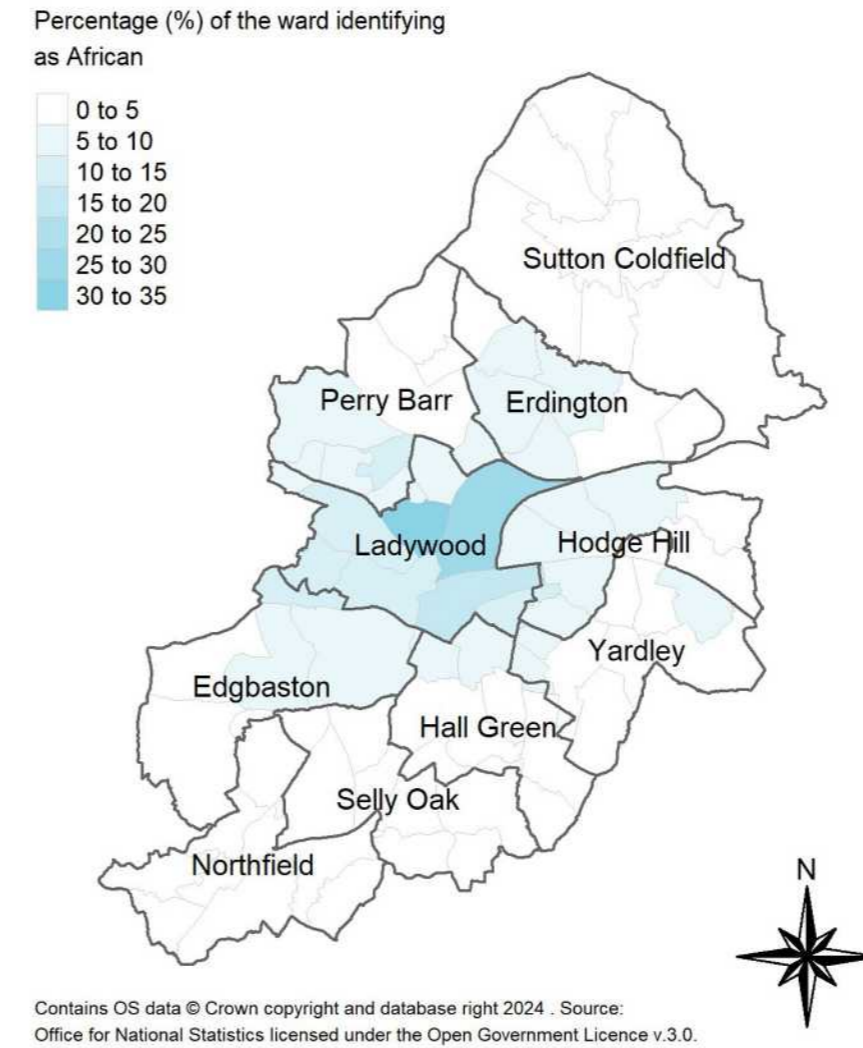 Percentage (%) of the ward identifying
as African
0 to 5
5 to 10
10 to 15
15 to 20
20 to 25
25 to 30
30 to 35
Sutton Coldfield
Perry Barr
Erdington
Ladywood
Hodge Hill
Yardley
Edgbaston
Hall Green
Selly Oak
Northfield
N
Contains OS data © Crown copyright and database right 2024 . Source:
Office for National Statistics licensed under the Open Government Licence v.3.0.